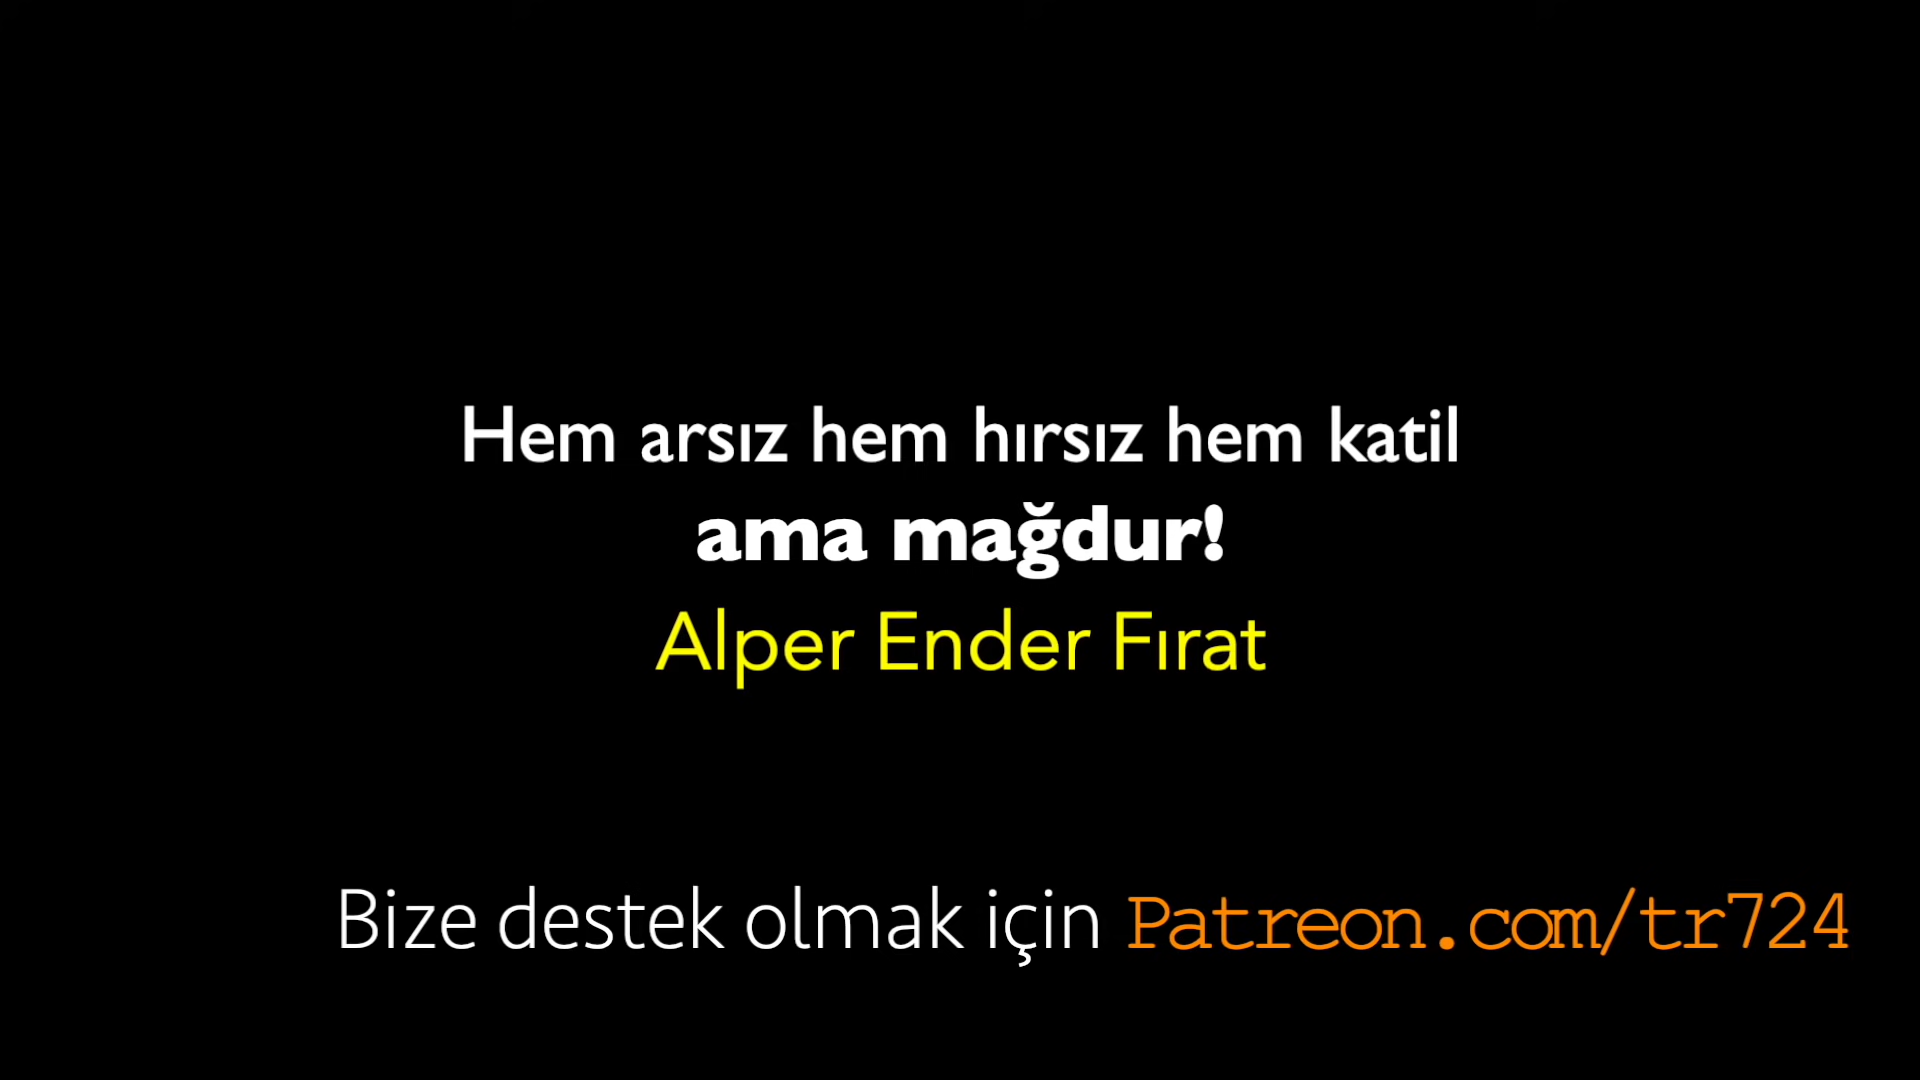 Hem arsız hem hırsız hem katil
ama mağdur!
Alper Ender Fırat
Bize destek olmak için Patreon.com/tr724